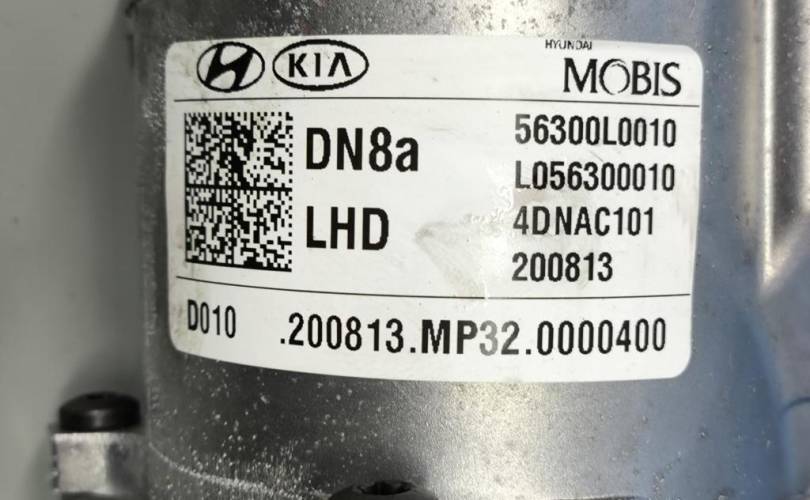 KIA
HYUNDAI
MOBIS
DN8a
LHD
56300L0010
L056300010
4DNAC101
200813
D010 .200813.MP32.0000400